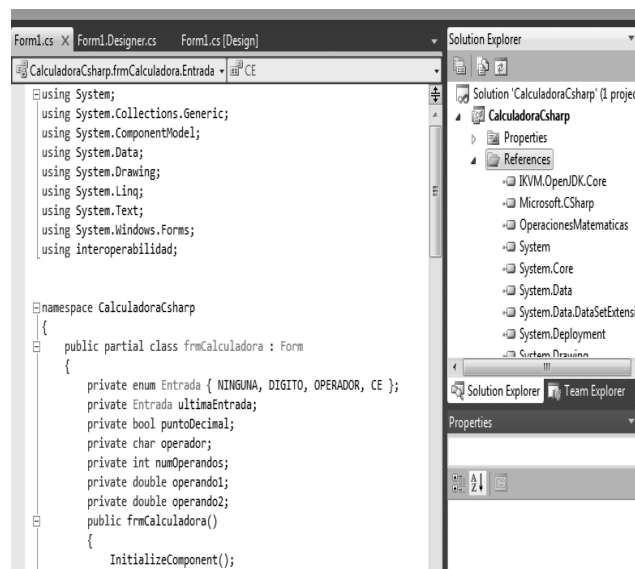 Form1.cs X Form1.Designer.cs Form1.cs [Design]
CalculadoraCsharp.frmCalculadora.Entrada CE
using System;
using System.Collections.Generic;
using System.ComponentModel;
using System.Data;
using System.Drawing;
using System.Linq;
using System.Text;
using System.Windows.Forms;
using interoperabilidad;
namespace CalculadoraCsharp
{
public partial class frmCalculadora : Form
{
private enum Entrada { NINGUNA, DIGITO, OPERADOR, CE };
private Entrada ultimaEntrada;
private bool puntoDecimal;
private char operador;
private int numOperandos;
private double operando1;
private double operando2;
public frmCalculadora()
{
InitializeComponent();
Solution Explorer
Solution 'CalculadoraCsharp' (1 projec
CalculadoraCsharp
Properties
References
IKVM.OpenJDK.Core
Microsoft.CSharp
OperacionesMatematicas
System
System.Core
System.Data
System.Data.DataSetExtensi
System.Deployment
System.Drawing
Solution Explorer Team Explorer
Properties